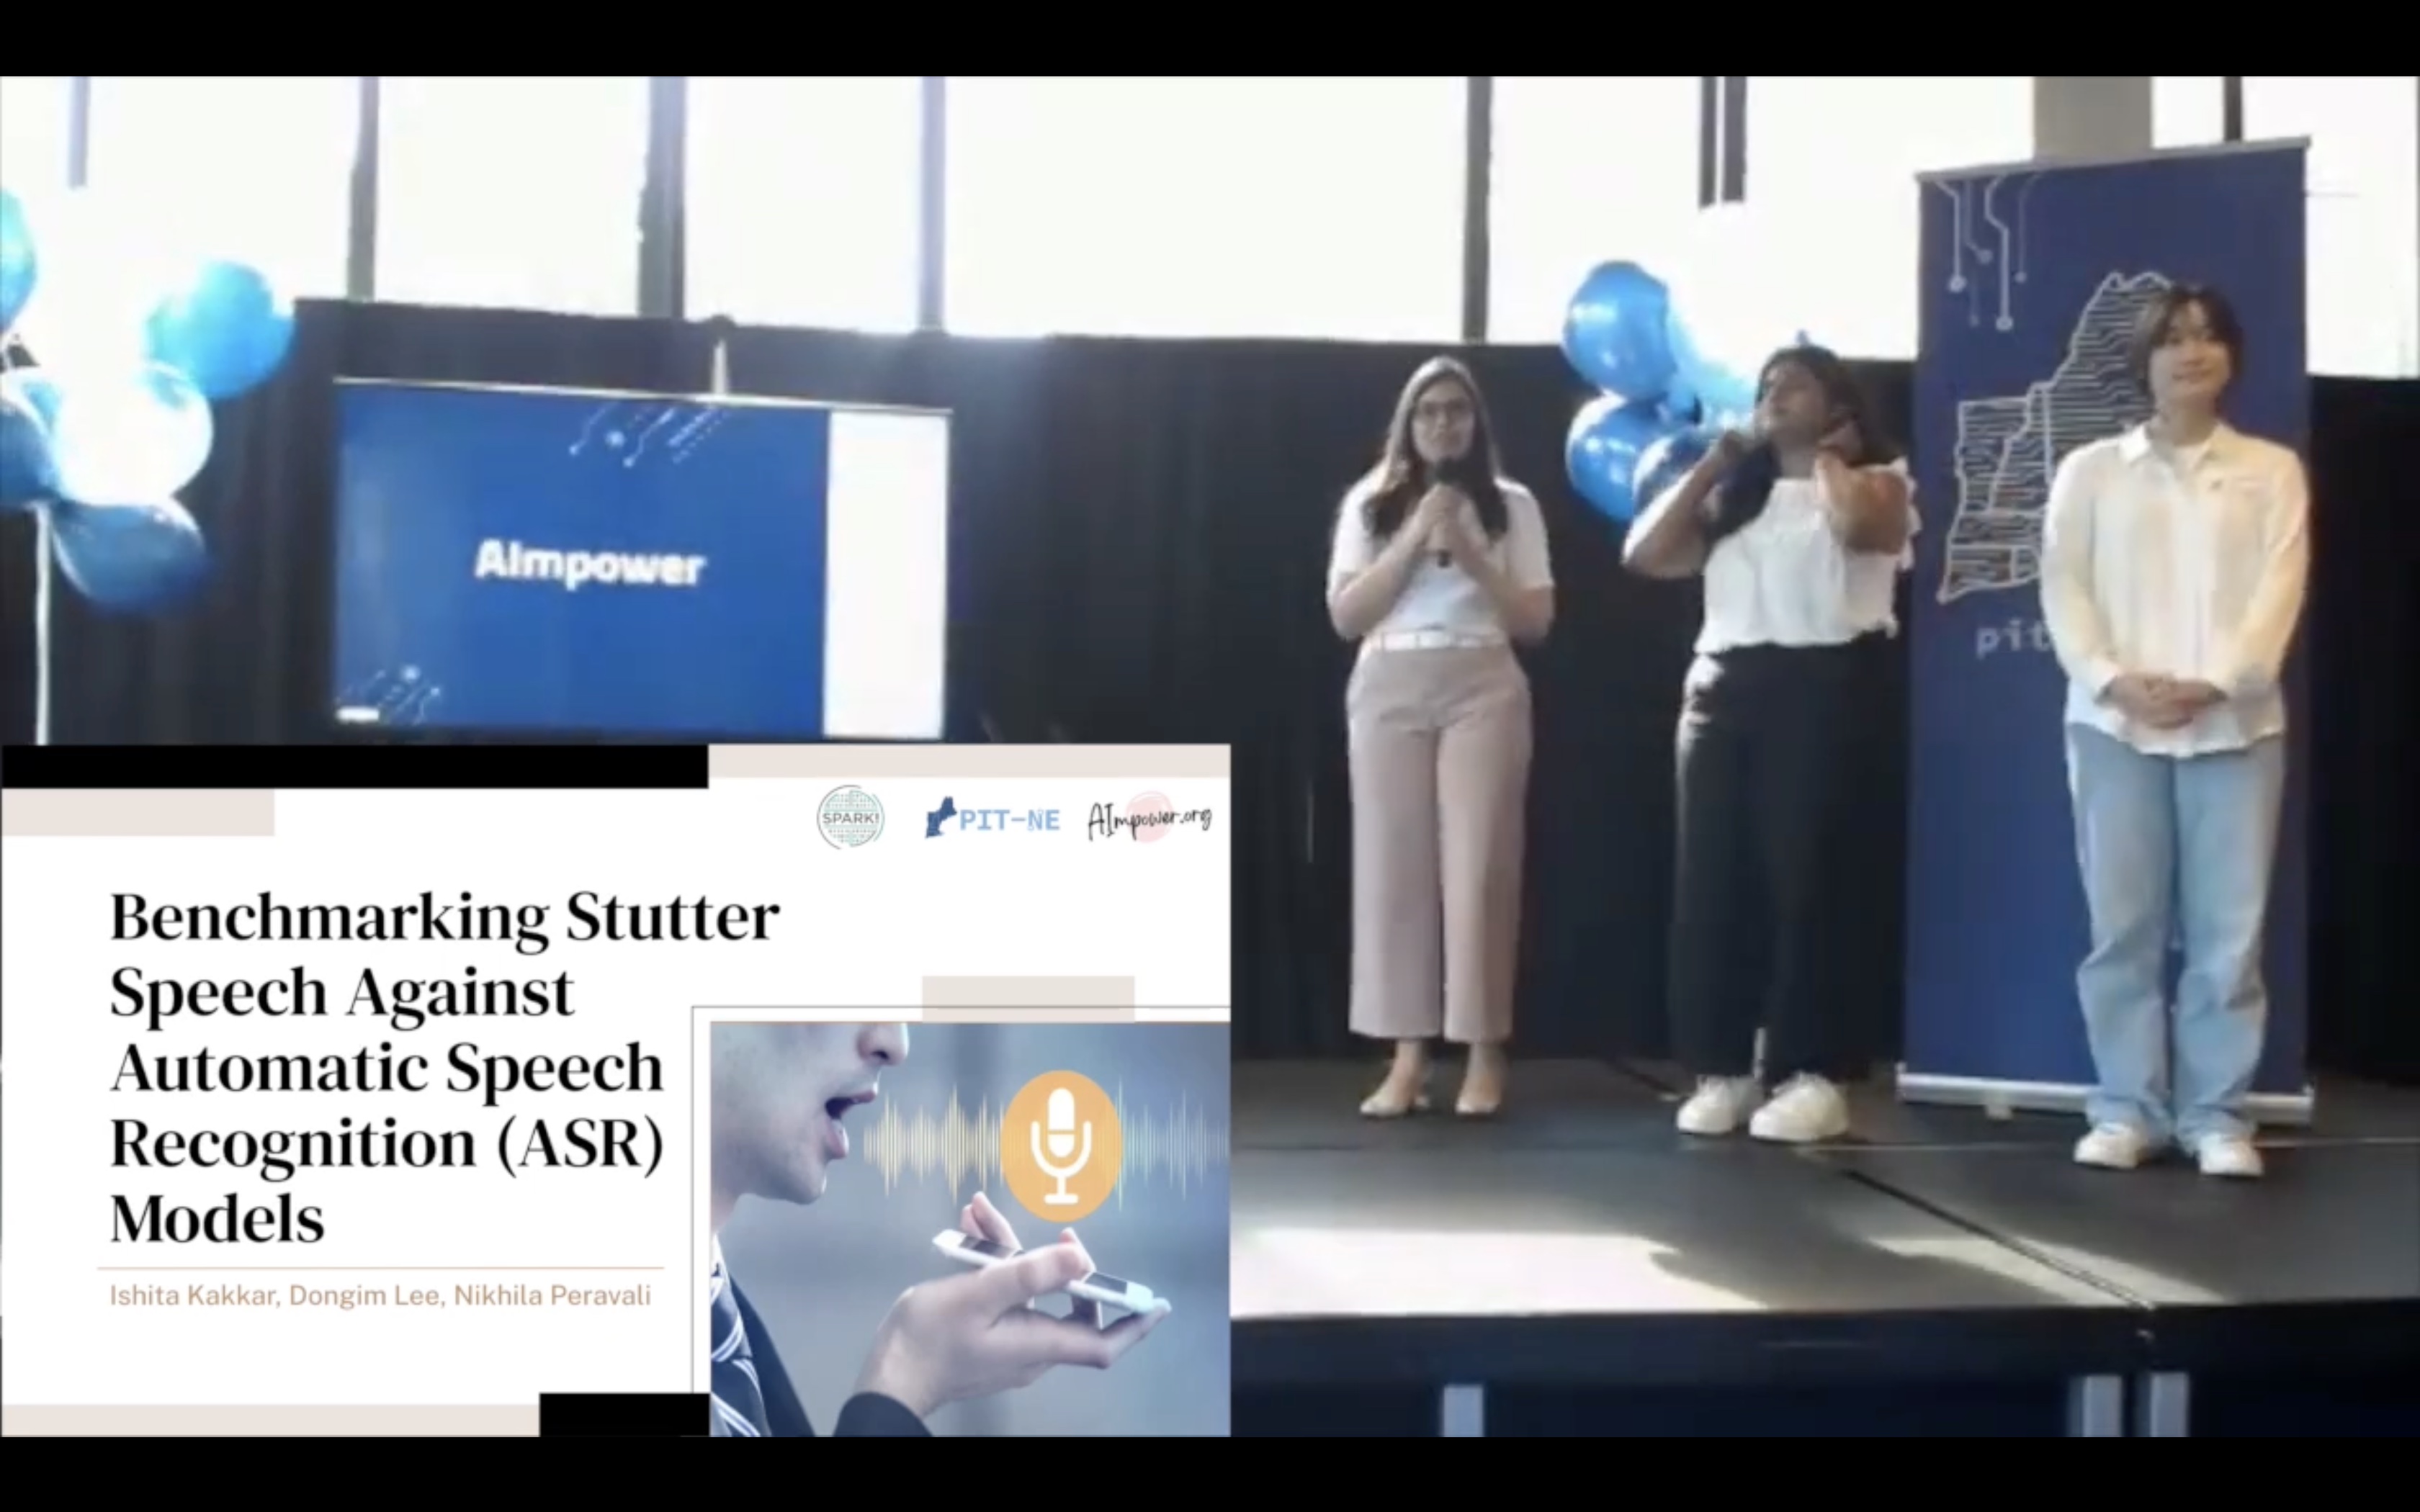 AImpower
pit
SPARK!
PIT-NE
AImpower.org
Benchmarking Stutter
Speech Against
Automatic Speech
Recognition (ASR)
Models
Ishita Kakkar, Dongim Lee, Nikhila Peravali